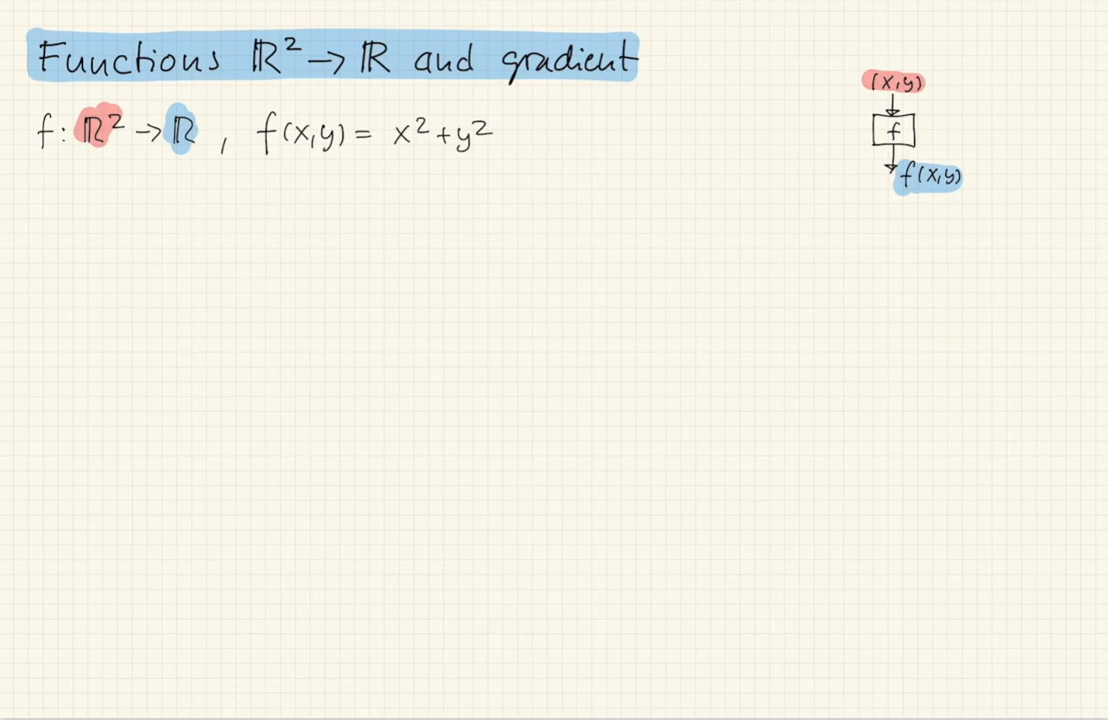 Functions ℝ² → ℝ and gradient
f: ℝ² → ℝ , f(x,y) = x²+y²
(x,y)
f
f(x,y)